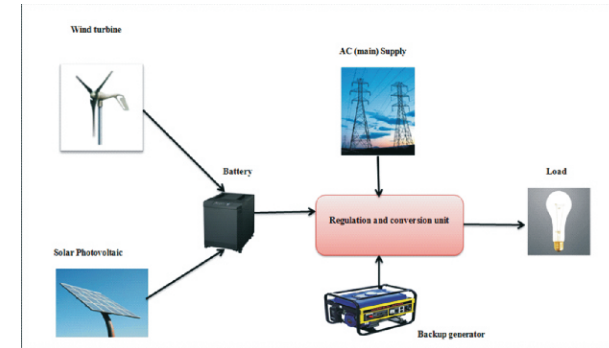 Wind turbine
AC (main) Supply
Battery
Load
Regulation and conversion unit
Solar Photovoltaic
Backup generator